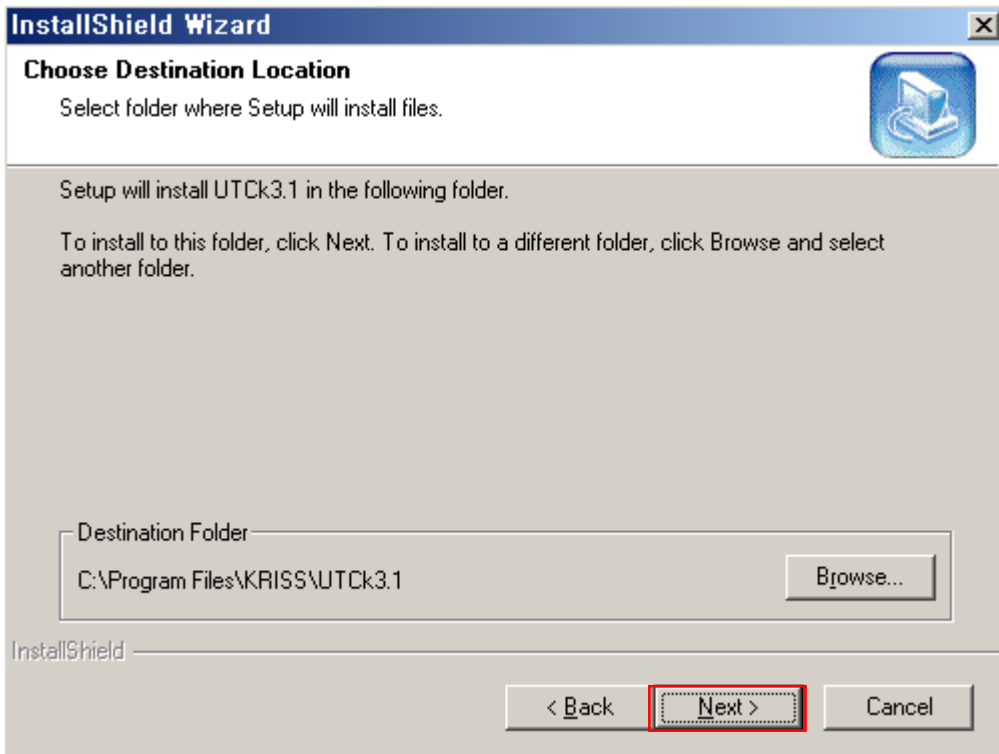 InstallShield Wizard
Choose Destination Location
Select folder where Setup will install files.
Setup will install UTCk3.1 in the following folder.
To install to this folder, click Next. To install to a different folder, click Browse and select
another folder.
Destination Folder
C:\Program Files\KRISS\UTCk3.1
Browse...
InstallShield
< Back
Next >
Cancel